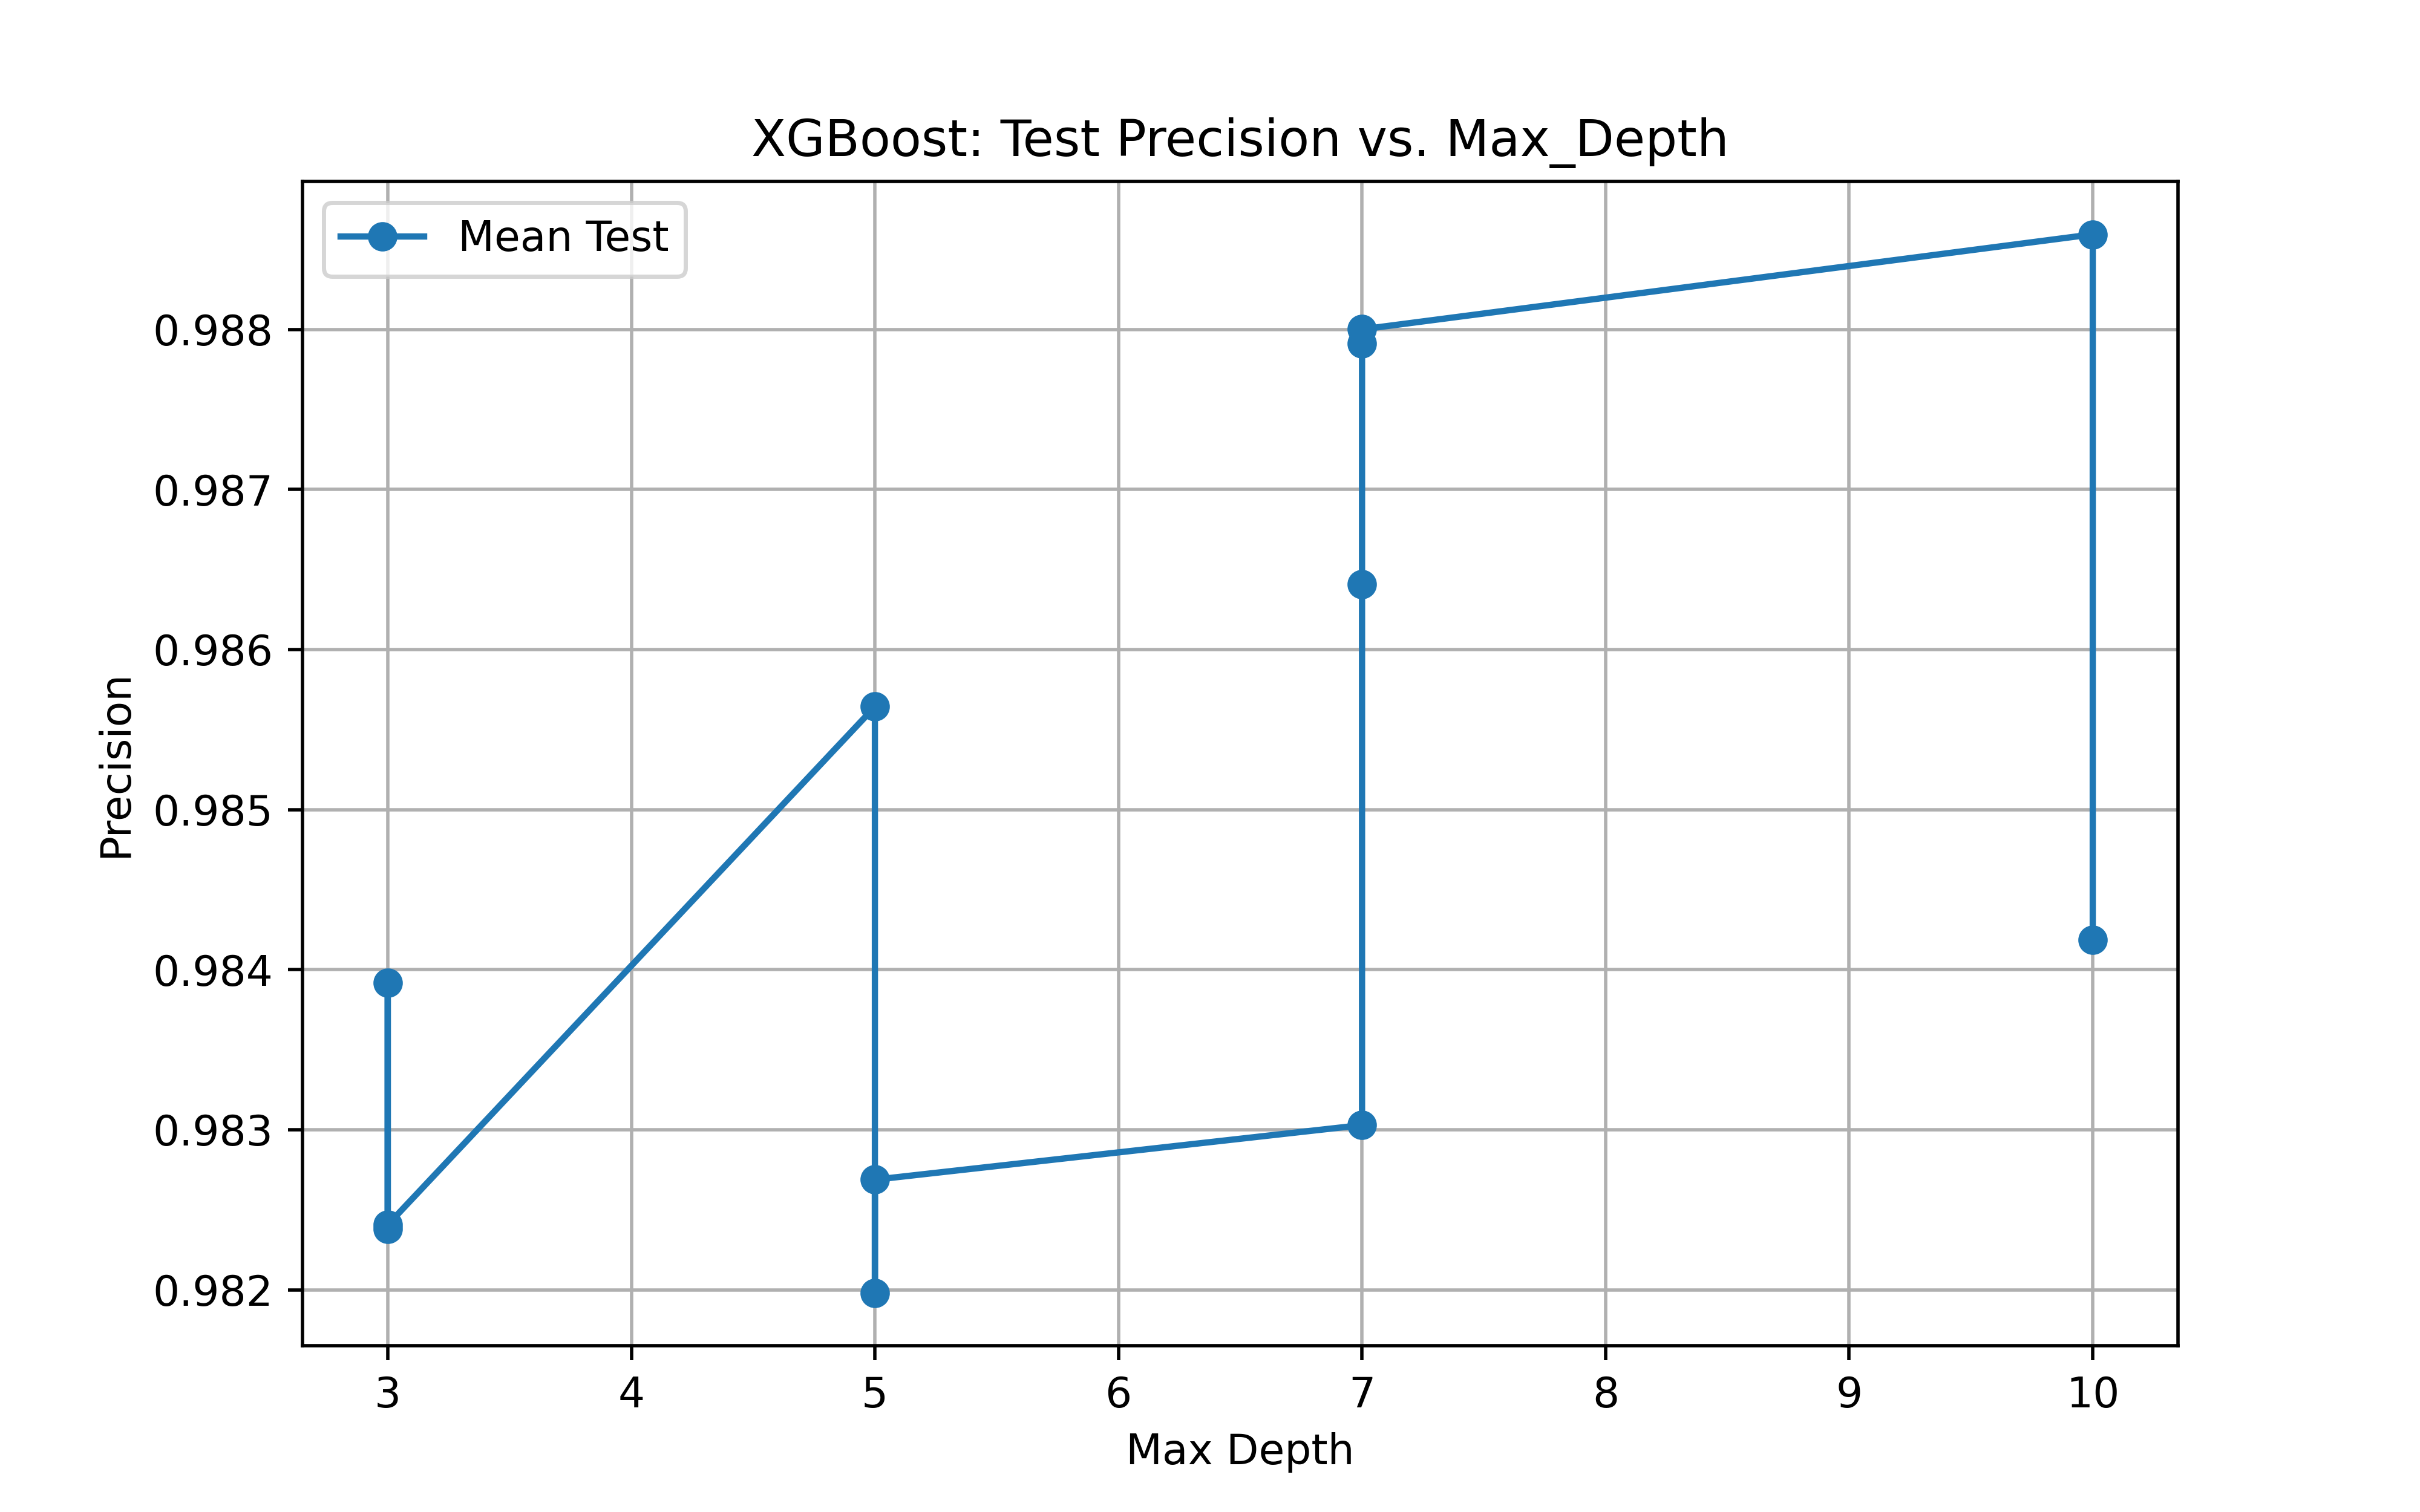 XGBoost: Test Precision vs. Max_Depth
Mean Test
0.988
0.987
0.986
0.985
0.984
0.983
0.982
Precision
3 4 5 6 7 8 9 10
Max Depth